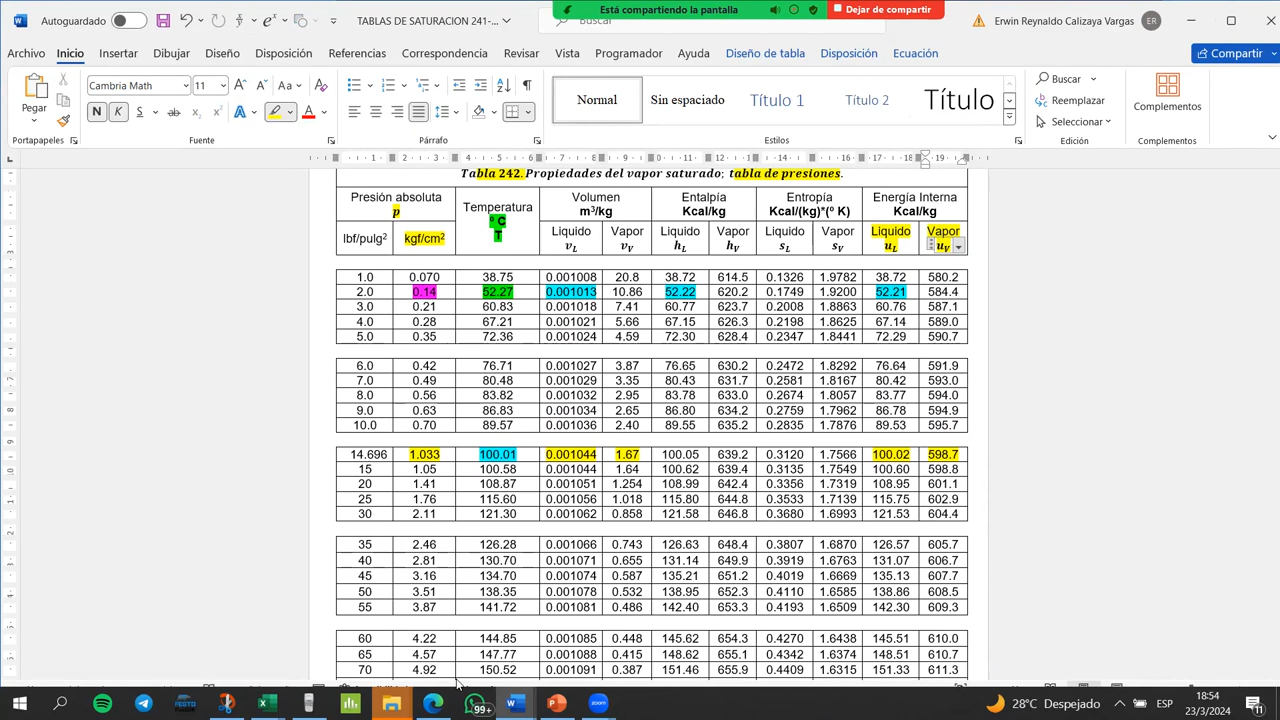 Autoguardado
TABLAS DE SATURACION 241-...
Está compartiendo la pantalla
Dejar de compartir
Buscar
Erwin Reynaldo Calizaya Vargas
ER
Archivo Inicio Insertar Dibujar Diseño Disposición Referencias Correspondencia Revisar Vista Programador Ayuda Diseño de tabla Disposición Ecuación
Compartir
Pegar
Portapapeles
Cambria Math 11
Aa
N K S ab
Fuente
Párrafo
Normal
Sin espaciado
Título 1
Título 2
Título
Estilos
Buscar
Reemplazar
Seleccionar
Edición
Complementos
Complementos
Tabla 242. Propiedades del vapor saturado; tabla de presiones.
Presión absoluta p Temperatura º C T Volumen m³/kg Entalpía Kcal/kg Entropía Kcal/(kg)*(º K) Energía Interna Kcal/kg
lbf/pulg² kgf/cm² Liquido vL Vapor vV Liquido hL Vapor hV Liquido sL Vapor sV Liquido uL Vapor uV
1.0 0.070 38.75 0.001008 20.8 38.72 614.5 0.1326 1.9782 38.72 580.2
2.0 0.14 52.27 0.001013 10.86 52.22 620.2 0.1749 1.9200 52.21 584.4
3.0 0.21 60.83 0.001018 7.41 60.77 623.7 0.2008 1.8863 60.76 587.1
4.0 0.28 67.21 0.001021 5.66 67.15 626.3 0.2198 1.8625 67.14 589.0
5.0 0.35 72.36 0.001024 4.59 72.30 628.4 0.2347 1.8441 72.29 590.7
6.0 0.42 76.71 0.001027 3.87 76.65 630.2 0.2472 1.8292 76.64 591.9
7.0 0.49 80.48 0.001029 3.35 80.43 631.7 0.2581 1.8167 80.42 593.0
8.0 0.56 83.82 0.001032 2.95 83.78 633.0 0.2674 1.8057 83.77 594.0
9.0 0.63 86.83 0.001034 2.65 86.80 634.2 0.2759 1.7962 86.78 594.9
10.0 0.70 89.57 0.001036 2.40 89.55 635.2 0.2835 1.7876 89.53 595.7
14.696 1.033 100.01 0.001044 1.67 100.05 639.2 0.3120 1.7566 100.02 598.7
15 1.05 100.58 0.001044 1.64 100.62 639.4 0.3135 1.7549 100.60 598.8
20 1.41 108.87 0.001051 1.254 108.99 642.4 0.3356 1.7319 108.95 601.1
25 1.76 115.60 0.001056 1.018 115.80 644.8 0.3533 1.7139 115.75 602.9
30 2.11 121.30 0.001062 0.858 121.58 646.8 0.3680 1.6993 121.53 604.4
35 2.46 126.28 0.001066 0.743 126.63 648.4 0.3807 1.6870 126.57 605.7
40 2.81 130.70 0.001071 0.655 131.14 649.9 0.3917 1.6763 131.07 606.7
45 3.16 134.70 0.001074 0.587 135.21 651.2 0.4019 1.6669 135.13 607.7
50 3.51 138.35 0.001078 0.532 138.95 652.3 0.4110 1.6585 138.86 608.5
55 3.87 141.72 0.001081 0.486 142.40 653.3 0.4193 1.6509 142.30 609.3
60 4.22 144.85 0.001085 0.448 145.62 654.3 0.4270 1.6438 145.51 610.0
65 4.57 147.77 0.001088 0.415 148.62 655.1 0.4342 1.6374 148.51 610.7
70 4.92 150.52 0.001091 0.387 151.46 655.9 0.4409 1.6315 151.33 611.3
FESTO
99+
28°C Despejado
ESP
18:54
23/3/2024
11